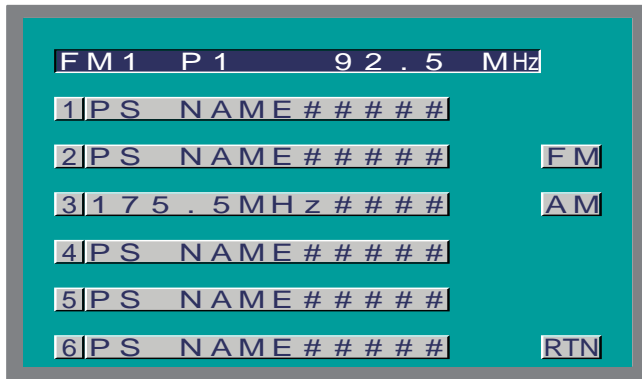 FM1 P1 92.5 MHz
1 PS NAME#####
2 PS NAME##### FM
3 175.5MHz#### AM
4 PS NAME#####
5 PS NAME#####
6 PS NAME##### RTN